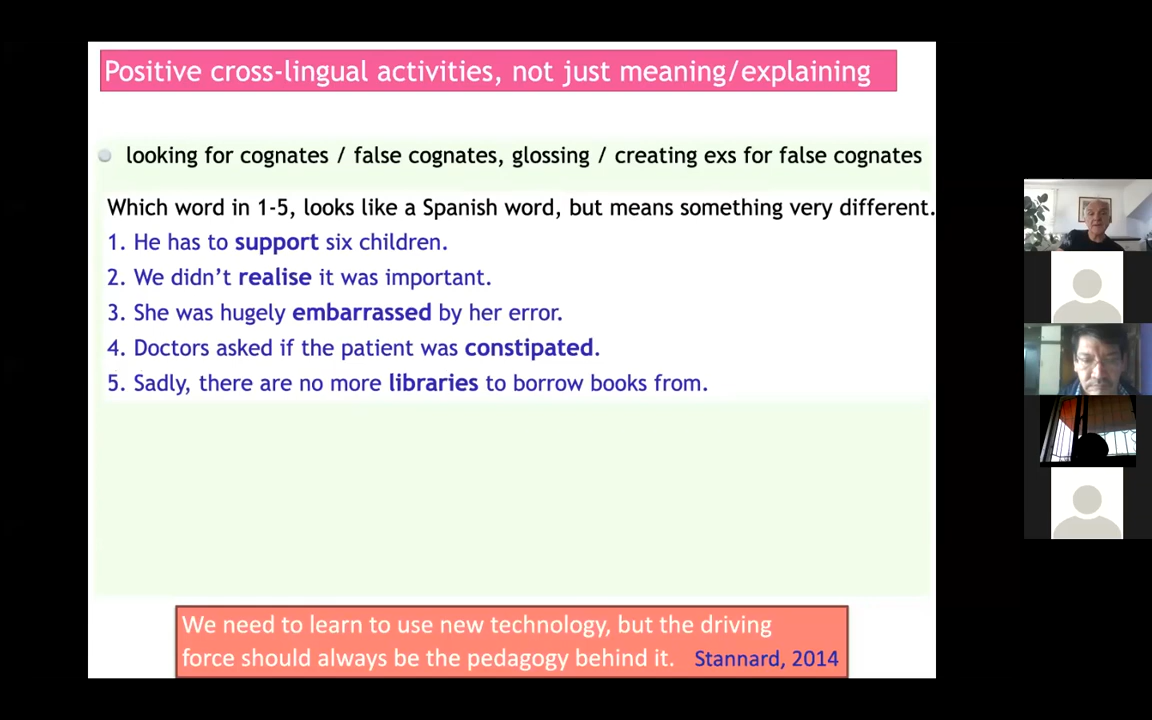 Positive cross-lingual activities, not just meaning/explaining
looking for cognates / false cognates, glossing / creating exs for false cognates
Which word in 1-5, looks like a Spanish word, but means something very different.
1. He has to support six children.
2. We didn't realise it was important.
3. She was hugely embarrassed by her error.
4. Doctors asked if the patient was constipated.
5. Sadly, there are no more libraries to borrow books from.
We need to learn to use new technology, but the driving
force should always be the pedagogy behind it. Stannard, 2014